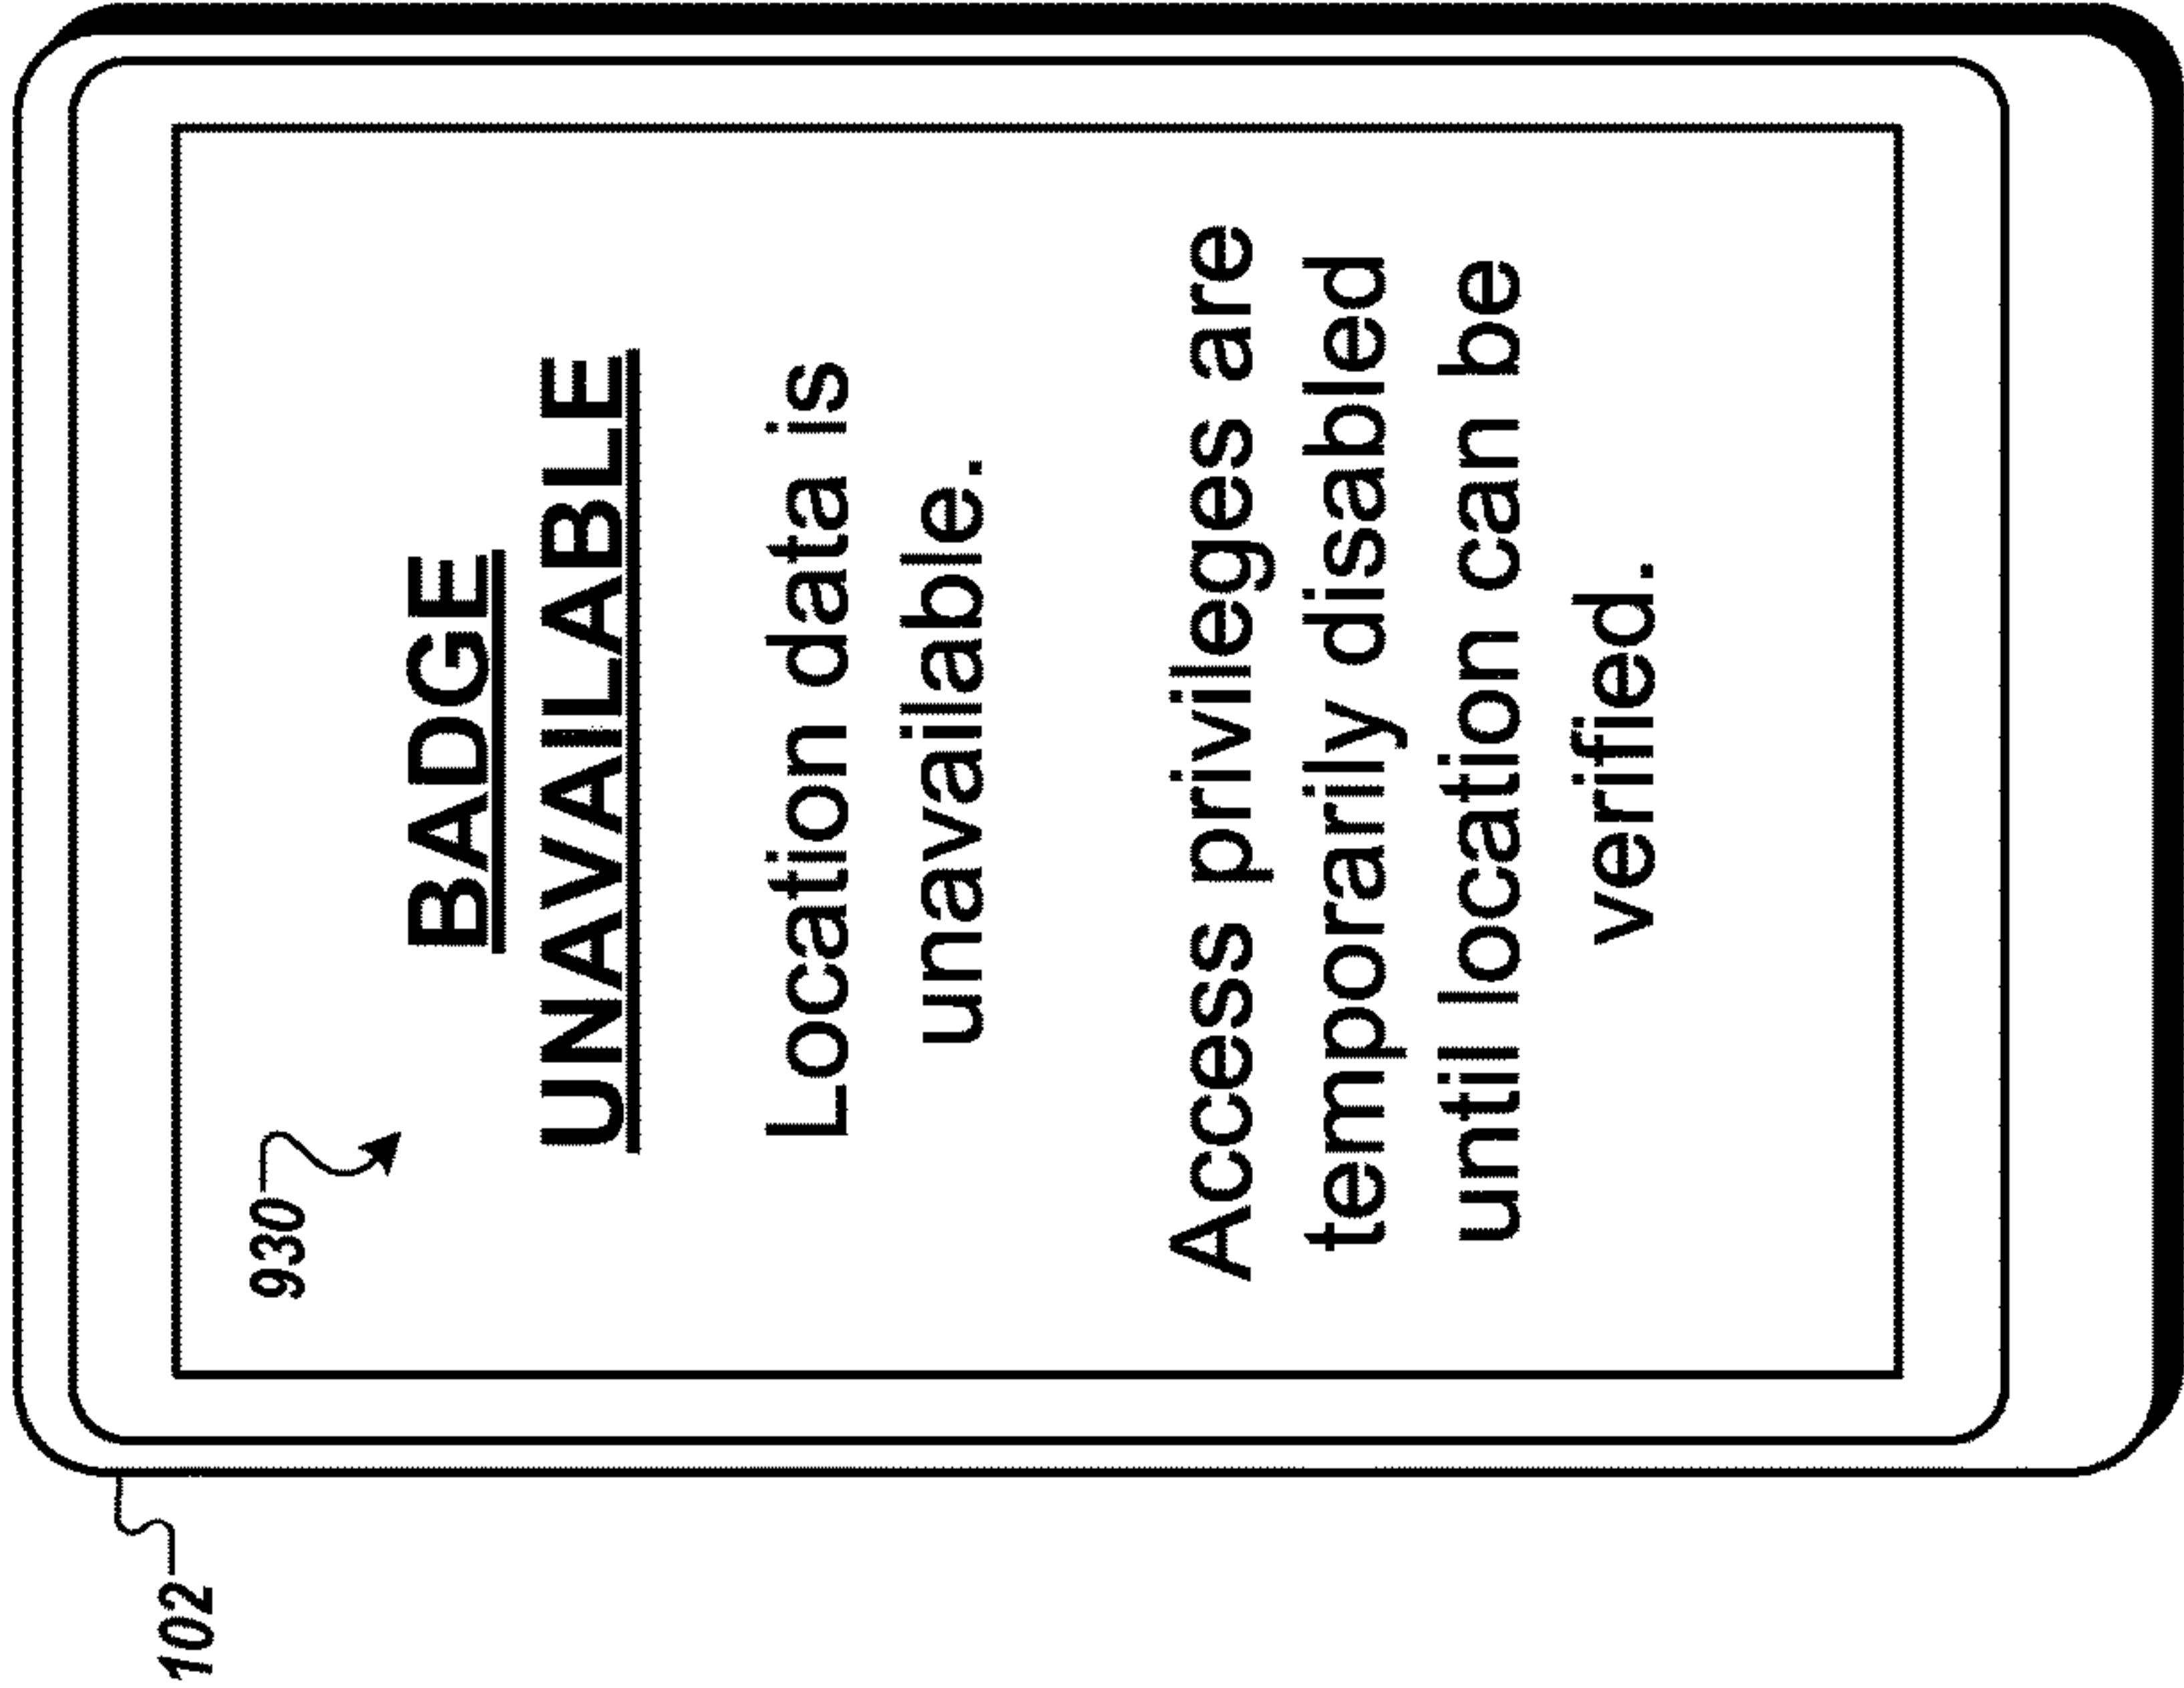 930
BADGE
UNAVAILABLE
Location data is
unavailable.
Access privileges are
temporarily disabled
until location can be
verified.
102